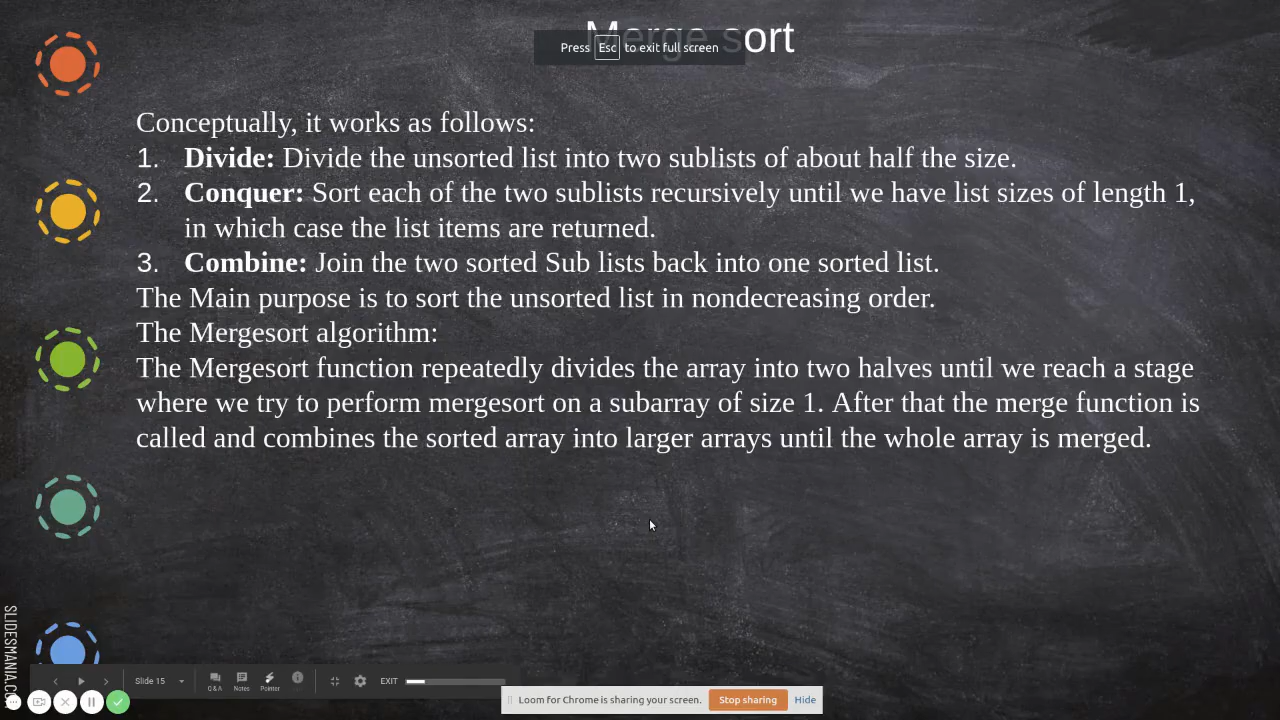 Merge sort
Press Esc to exit full screen
Conceptually, it works as follows:
1. Divide: Divide the unsorted list into two sublists of about half the size.
2. Conquer: Sort each of the two sublists recursively until we have list sizes of length 1,
in which case the list items are returned.
3. Combine: Join the two sorted Sub lists back into one sorted list.
The Main purpose is to sort the unsorted list in nondecreasing order.
The Mergesort algorithm:
The Mergesort function repeatedly divides the array into two halves until we reach a stage
where we try to perform mergesort on a subarray of size 1. After that the merge function is
called and combines the sorted array into larger arrays until the whole array is merged.
SLIDESMANIA.CO
Slide 15
Q & A
Notes
Pointer
EXIT
Loom for Chrome is sharing your screen.
Stop sharing
Hide